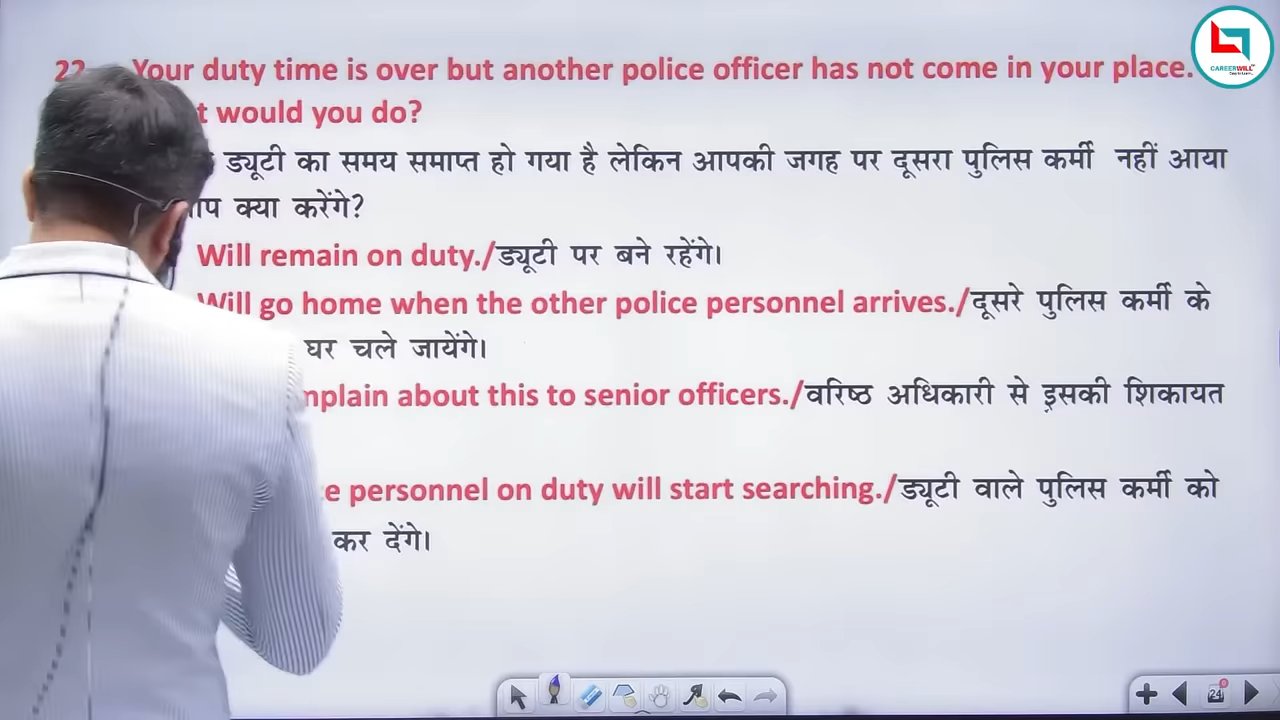 22. Your duty time is over but another police officer has not come in your place.
would you do?
ड्यूटी का समय समाप्त हो गया है लेकिन आपकी जगह पर दूसरा पुलिस कर्मी नहीं आया
क्या करेंगे?
Will remain on duty./ड्यूटी पर बने रहेंगे।
Will go home when the other police personnel arrives./दूसरे पुलिस कर्मी के
घर चले जायेंगे।
about this to senior officers./वरिष्ठ अधिकारी से इसकी शिकायत
personnel on duty will start searching./ड्यूटी वाले पुलिस कर्मी को
कर देंगे।
CAREERWILL
24